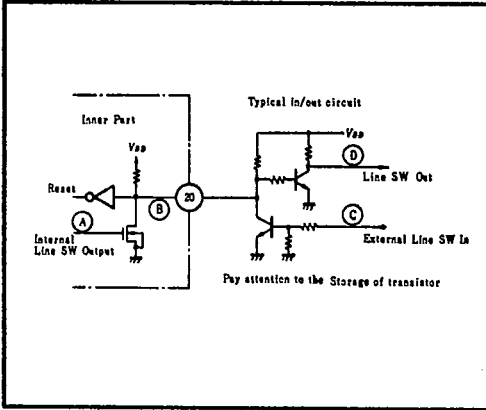 Typical in/out circuit
Inner Part
VDD
VDD
D
Reset
B
20
Line SW Out
A
C
Internal
Line SW Output
External Line SW In
Pay attention to the Storage of transistor